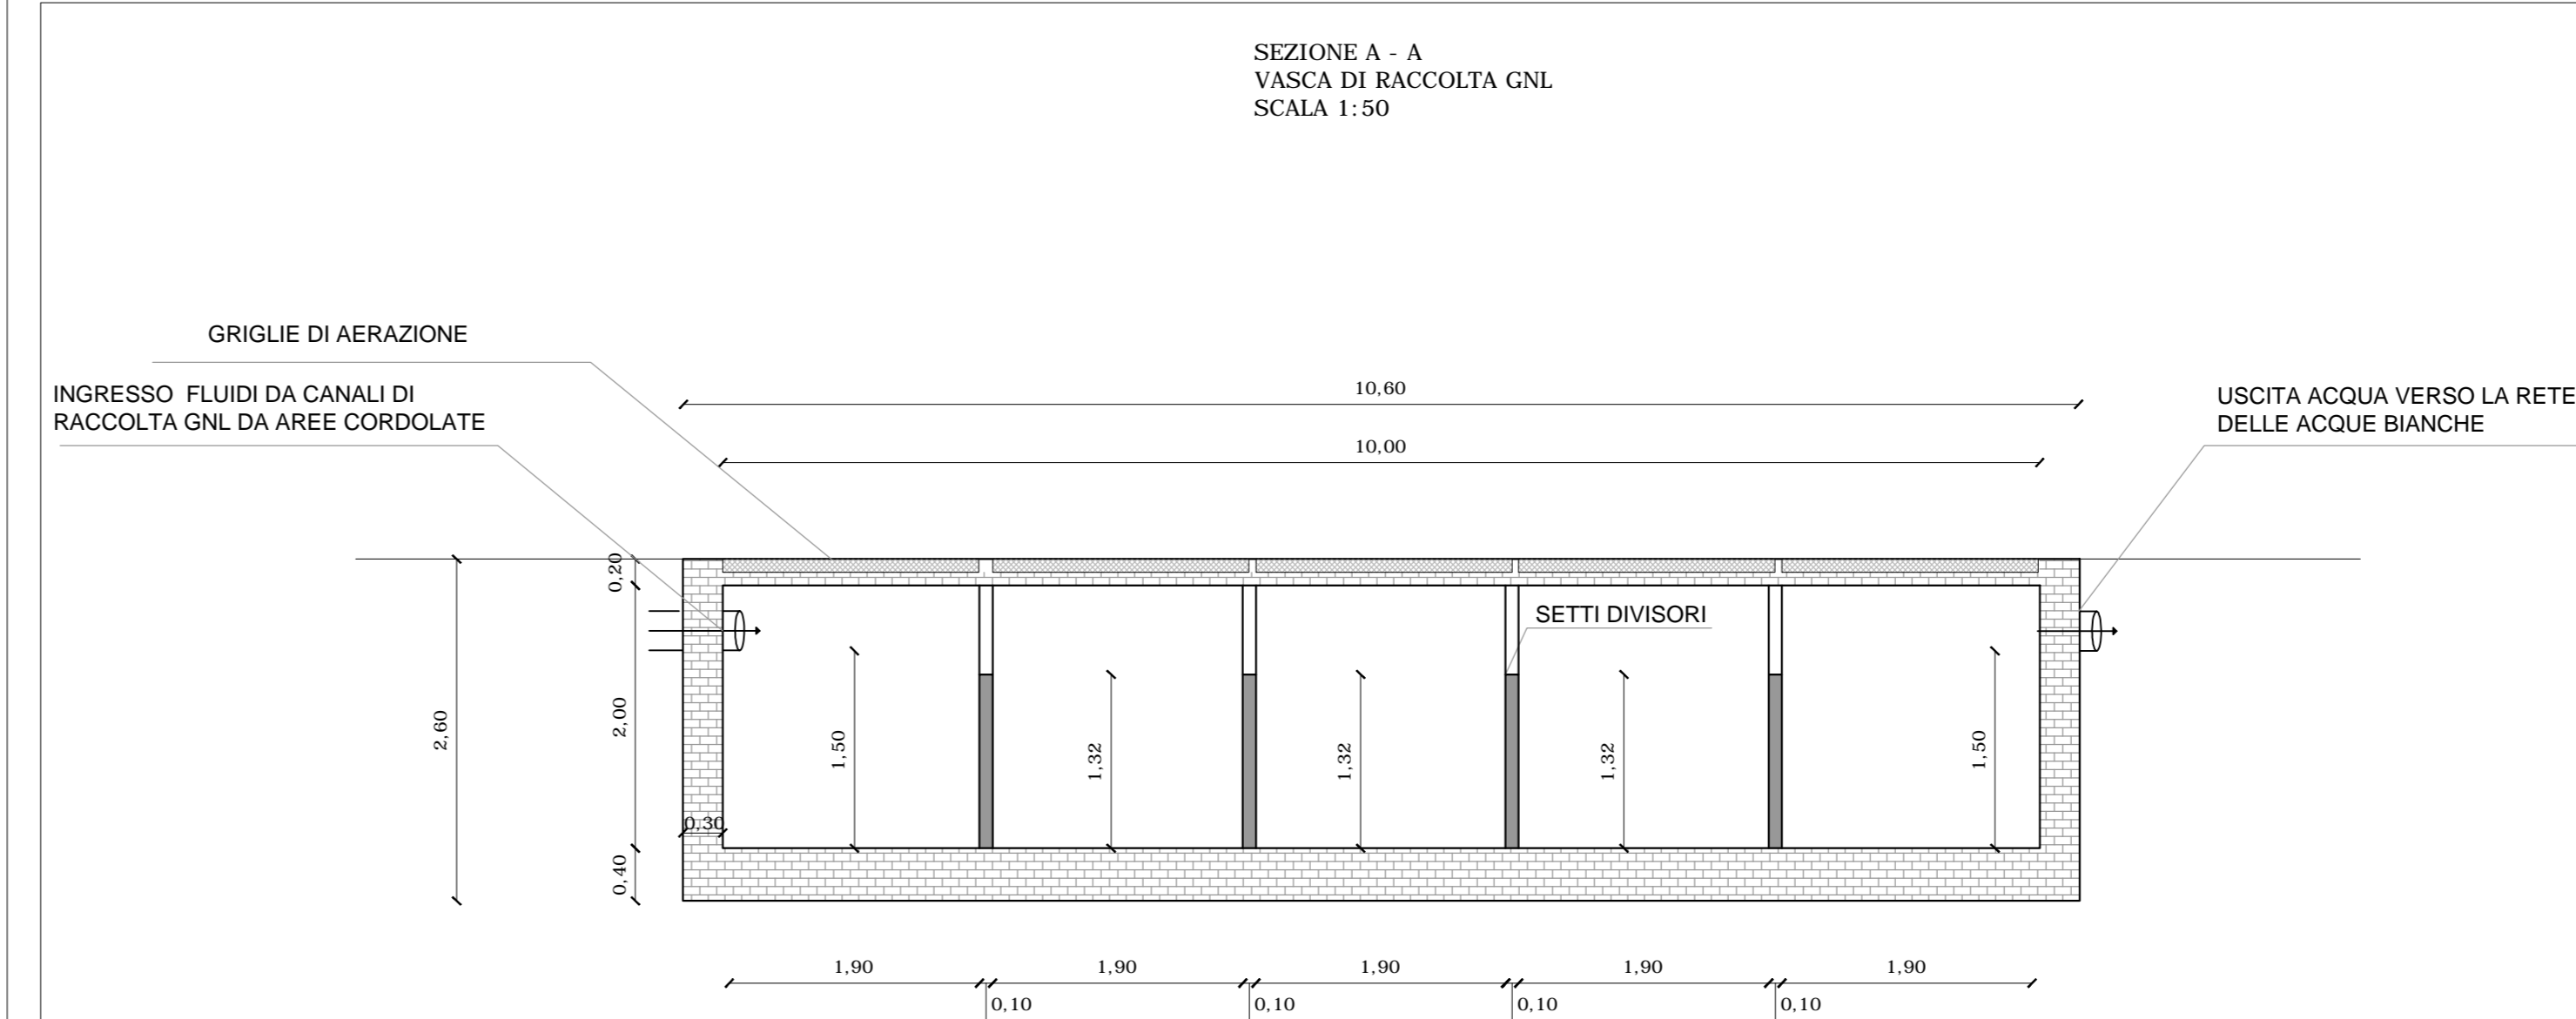 SEZIONE A - A
VASCA DI RACCOLTA GNL
SCALA 1:50
GRIGLIE DI AERAZIONE
INGRESSO  FLUIDI DA CANALI DI
RACCOLTA GNL DA AREE CORDOLATE
USCITA ACQUA VERSO LA RETE
DELLE ACQUE BIANCHE
10,60
10,00
0,20
SETTI DIVISORI
2,60
2,00
1,50
1,32
1,32
1,32
1,50
0,30
0,40
1,90
1,90
1,90
1,90
1,90
0,10
0,10
0,10
0,10